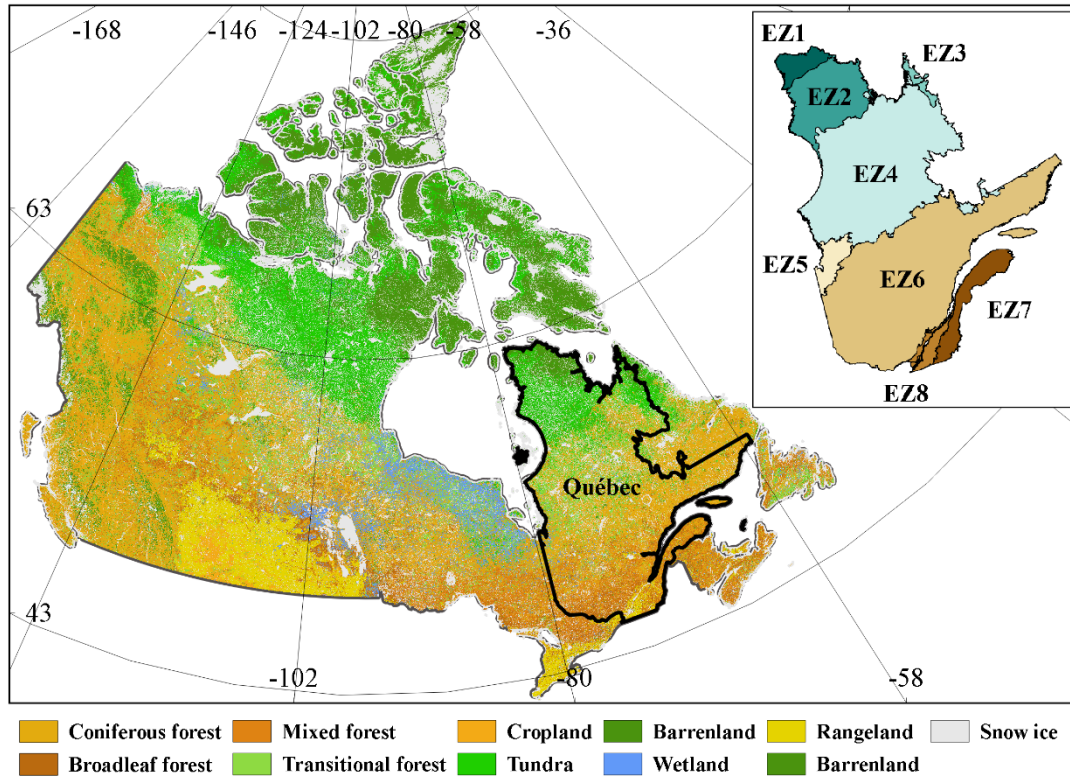 -168 -146 -124 -102 -80 -58 -36
EZ1
EZ3
EZ2
EZ4
63
EZ5
EZ6
EZ7
EZ8
Québec
43
-102 -80 -58
Coniferous forest Mixed forest Cropland Barrenland Rangeland Snow ice
Broadleaf forest Transitional forest Tundra Wetland Barrenland